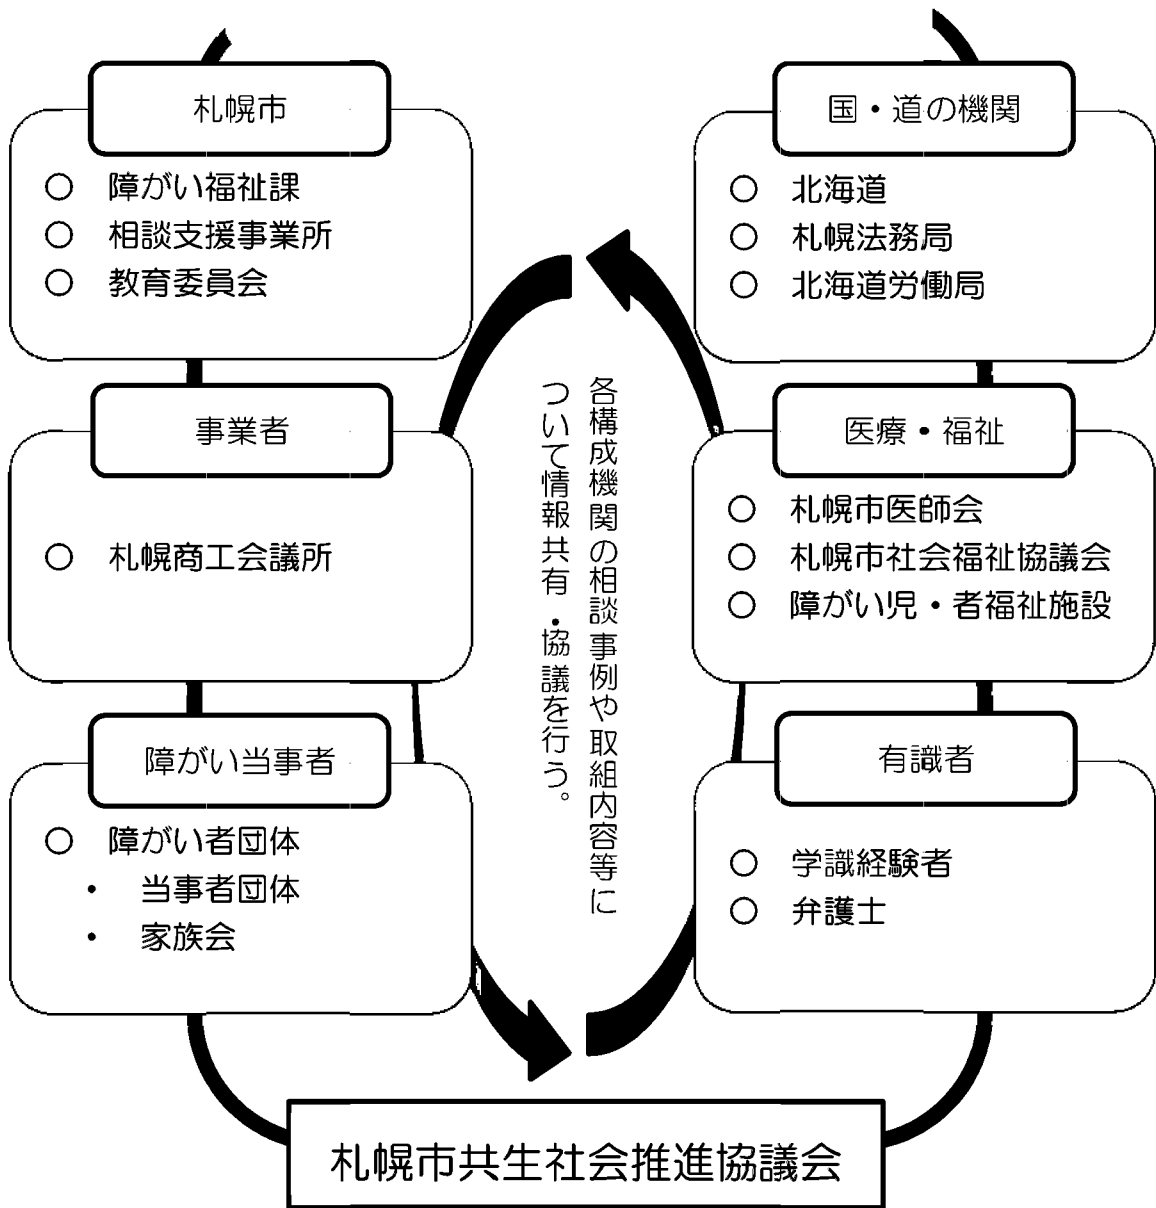 札幌市
○ 障がい福祉課
○ 相談支援事業所
○ 教育委員会
国・道の機関
○ 北海道
○ 札幌法務局
○ 北海道労働局
事業者
○ 札幌商工会議所
医療・福祉
○ 札幌市医師会
○ 札幌市社会福祉協議会
○ 障がい児・者福祉施設
障がい当事者
○ 障がい者団体
・ 当事者団体
・ 家族会
有識者
○ 学識経験者
○ 弁護士
各構成機関の相談事例や取組内容等に
ついて情報共有・協議を行う。
札幌市共生社会推進協議会